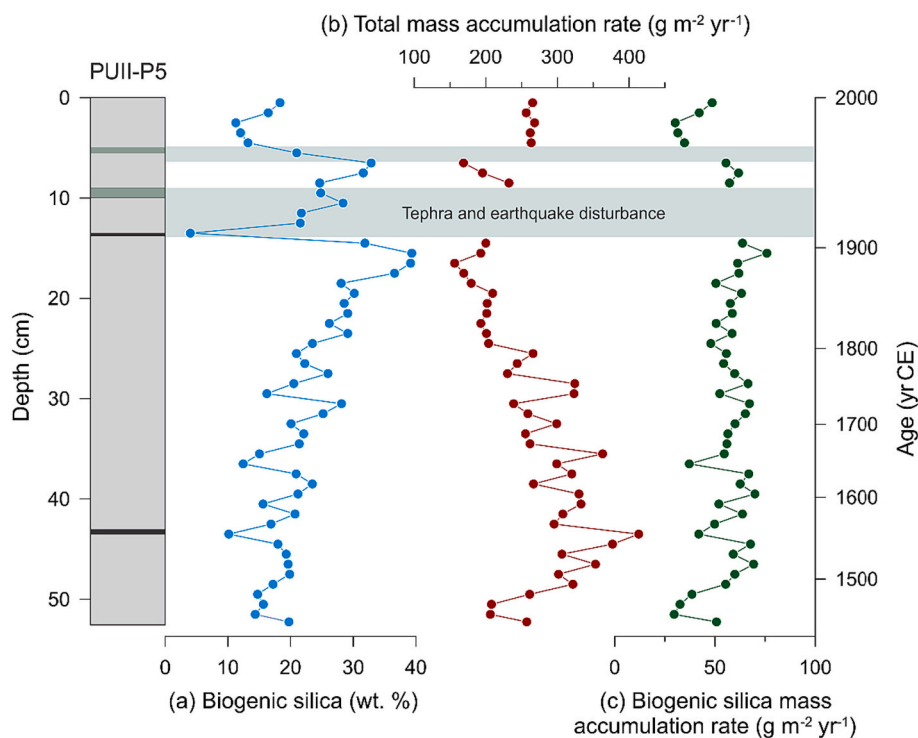 (b) Total mass accumulation rate (g m⁻² yr⁻¹)
100 200 300 400
PUII-P5
0 2000
10
Tephra and earthquake disturbance
1900
20
1800
Depth (cm)
Age (yr CE)
30
1700
40 1600
1500
50
0 10 20 30 40 0 50 100
(a) Biogenic silica (wt. %) (c) Biogenic silica mass
accumulation rate (g m⁻² yr⁻¹)